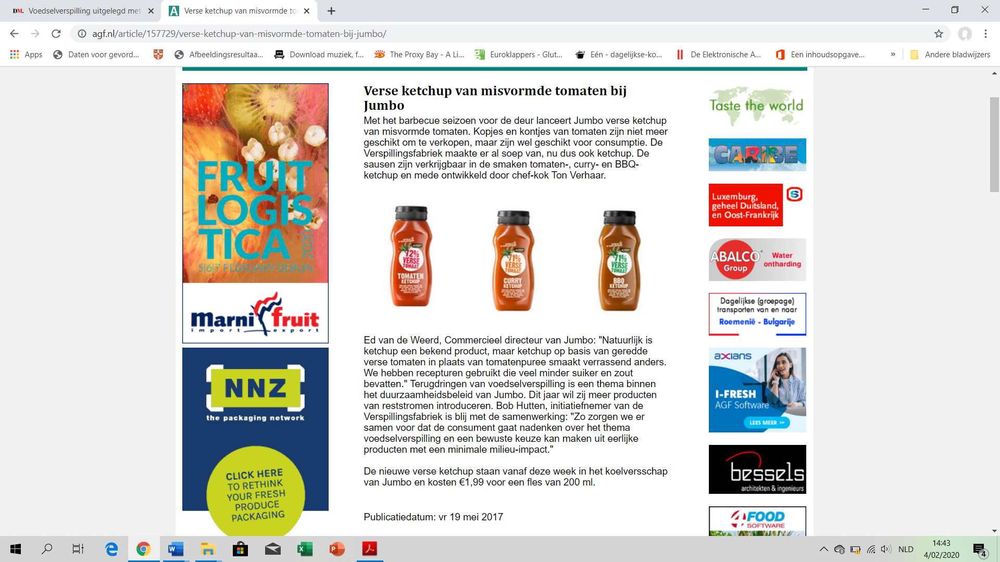 DM. Voedselverspilling uitgelegd met
A Verse ketchup van misvormde to
agf.nl/article/157729/verse-ketchup-van-misvormde-tomaten-bij-jumbo/
Apps
Daten voor gevord...
Afbeeldingsresultaa...
Download muziek, f...
The Proxy Bay - A Li...
Euroklappers - Glut...
Eén - dagelijkse-ko...
De Elektronische A...
Een inhoudsopgave...
»
Andere bladwijzers
FRUIT
LOGIS
TICA
2020
5|6|7 FEBRUARY BERLIN
marni fruit
import export
NNZ
the packaging network
CLICK HERE
TO RETHINK
YOUR FRESH
PRODUCE
PACKAGING
Verse ketchup van misvormde tomaten bij
Jumbo
Met het barbecue seizoen voor de deur lanceert Jumbo verse ketchup
van misvormde tomaten. Kopjes en kontjes van tomaten zijn niet meer
geschikt om te verkopen, maar zijn wel geschikt voor consumptie. De
Verspillingsfabriek maakte er al soep van, nu dus ook ketchup. De
sausen zijn verkrijgbaar in de smaken tomaten-, curry- en BBQ-
ketchup en mede ontwikkeld door chef-kok Ton Verhaar.
72%
VERSE
TOMAAT
TOMATEN
KETCHUP
71%
VERSE
TOMAAT
CURRY
KETCHUP
71%
VERSE
TOMAAT
BBQ
KETCHUP
Ed van de Weerd, Commercieel directeur van Jumbo: "Natuurlijk is
ketchup een bekend product, maar ketchup op basis van geredde
verse tomaten in plaats van tomatenpuree smaakt verrassend anders.
We hebben recepturen gebruikt die veel minder suiker en zout
bevatten." Terugdringen van voedselverspilling is een thema binnen
het duurzaamheidsbeleid van Jumbo. Dit jaar wil zij meer producten
van reststromen introduceren. Bob Hutten, initiatiefnemer van de
Verspillingsfabriek is blij met de samenwerking: "Zo zorgen we er
samen voor dat de consument gaat nadenken over het thema
voedselverspilling en een bewuste keuze kan maken uit eerlijke
producten met een minimale milieu-impact."
De nieuwe verse ketchup staan vanaf deze week in het koelversschap
van Jumbo en kosten €1,99 voor een fles van 200 ml.
Publicatiedatum: vr 19 mei 2017
Taste the world
CARIBE
Luxemburg,
geheel Duitsland,
en Oost-Frankrijk
S
ABALCO®
Group
Water
ontharding
Dagelijkse (groepage)
transporten van en naar
Roemenië - Bulgarije
axians
I-FRESH
AGF Software
LEES MEER >>
bessels
architekten & ingenieurs
4FOOD
SOFTWARE
NLD
14:43
4/02/2020
4